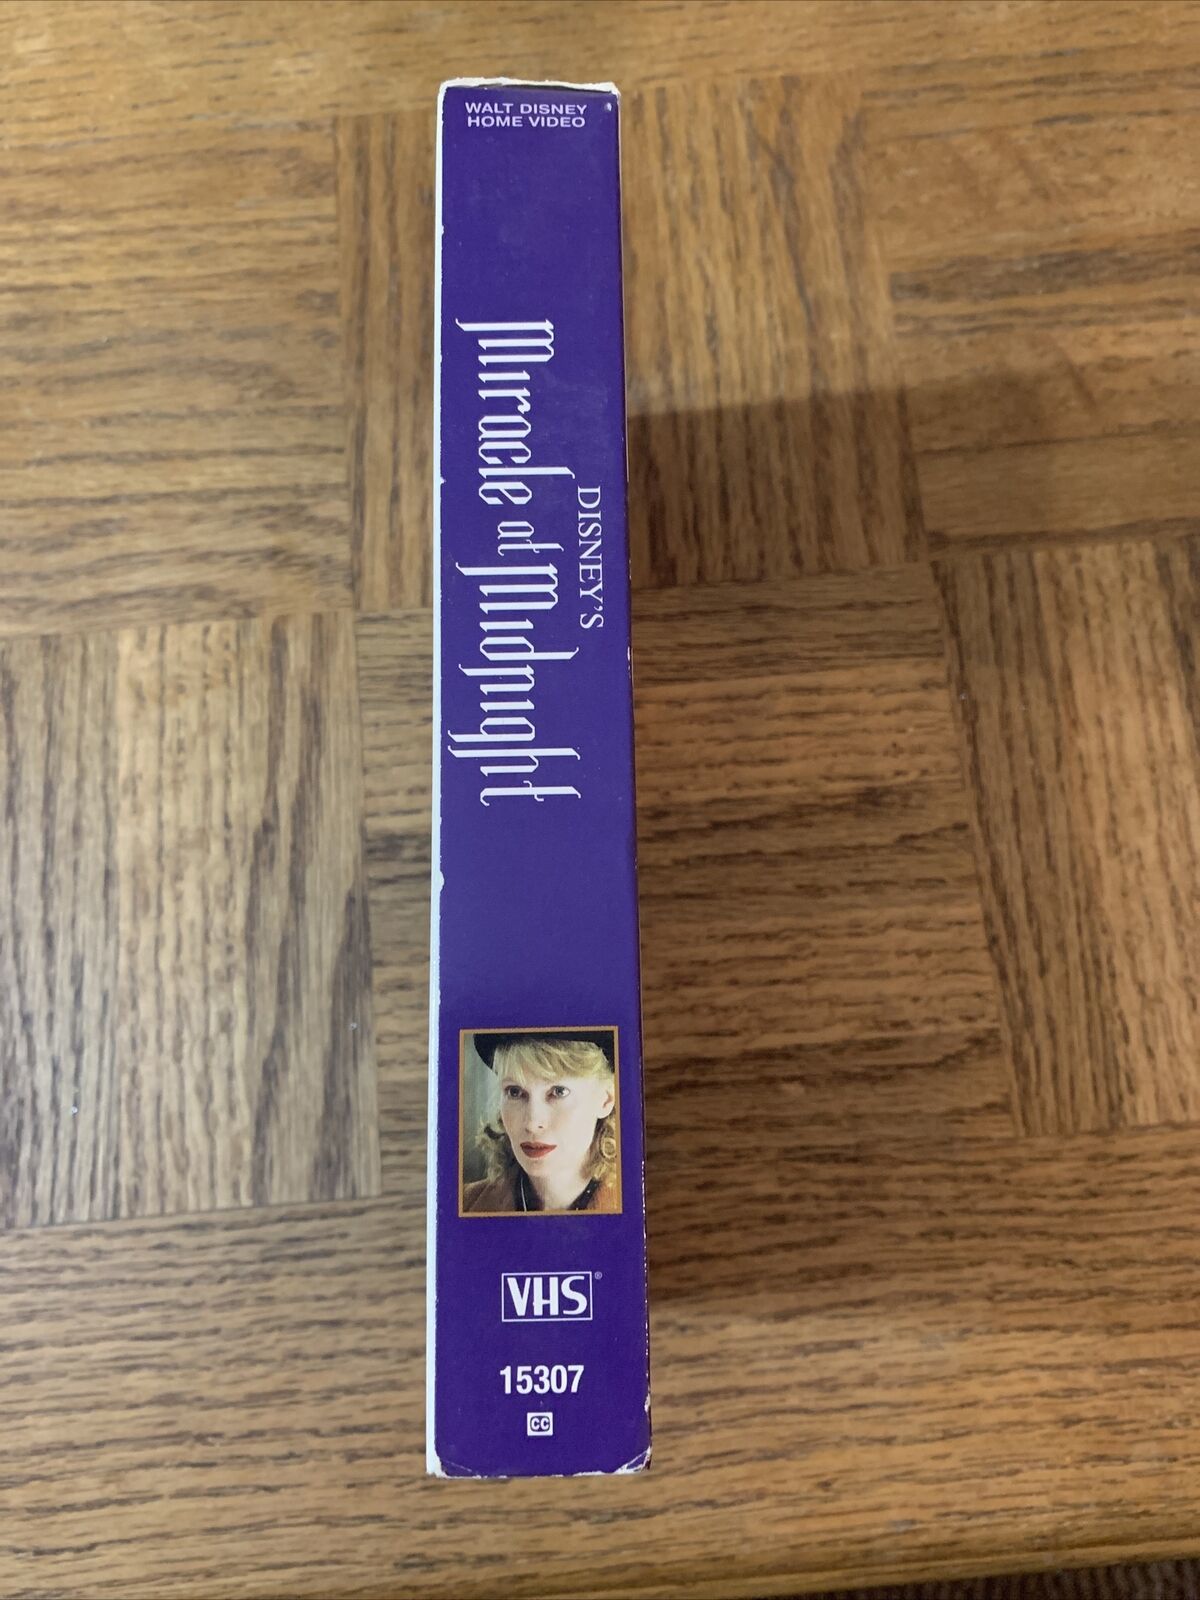 WALT DISNEY
HOME VIDEO
DISNEY'S
Miracle at Midnight
VHS®
15307
CC